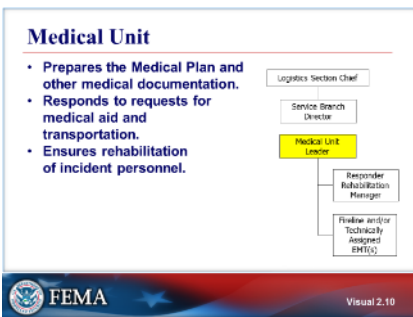 Medical Unit
• Prepares the Medical Plan and
other medical documentation.
• Responds to requests for
medical aid and
transportation.
• Ensures rehabilitation
of incident personnel.
Logistics Section Chief
Service Branch
Director
Medical Unit
Leader
Responder
Rehabilitation
Manager
Fireline and/or
Technically
Assigned
EMT(s)
FEMA
Visual 2.10